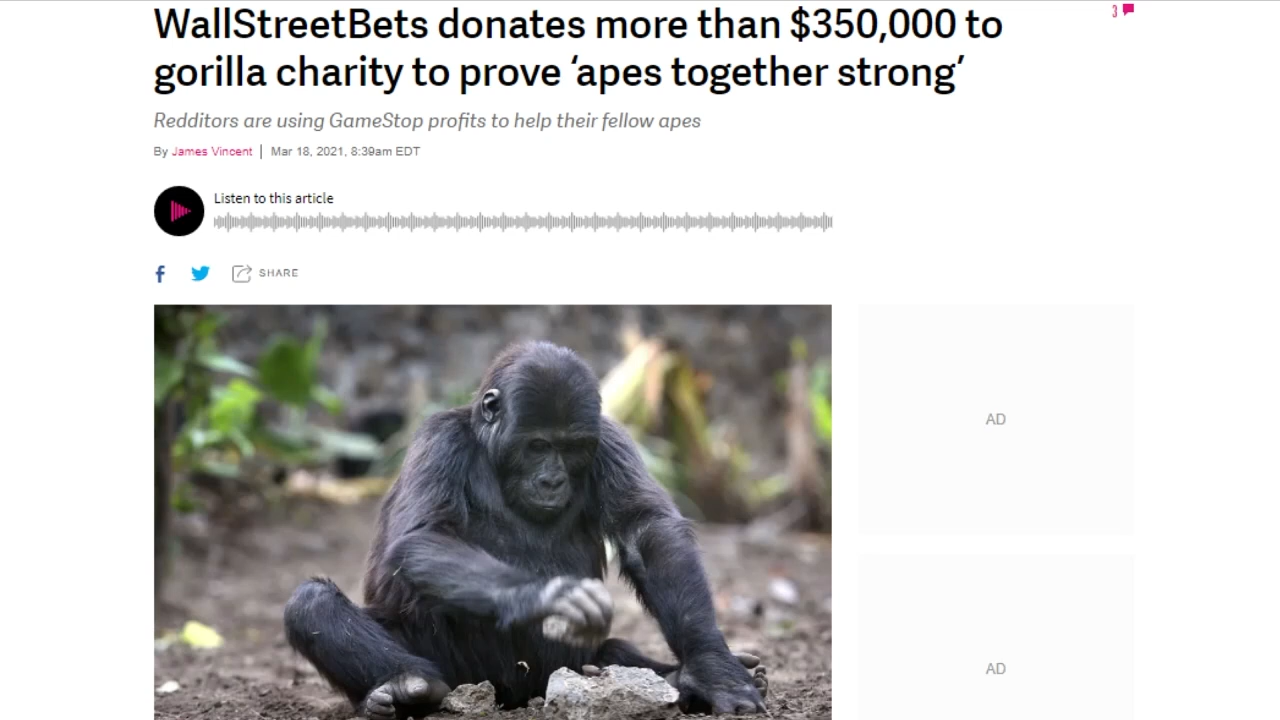 WallStreetBets donates more than $350,000 to
gorilla charity to prove ‘apes together strong’
3
Redditors are using GameStop profits to help their fellow apes
By James Vincent | Mar 18, 2021, 8:39am EDT
Listen to this article
SHARE
AD
AD